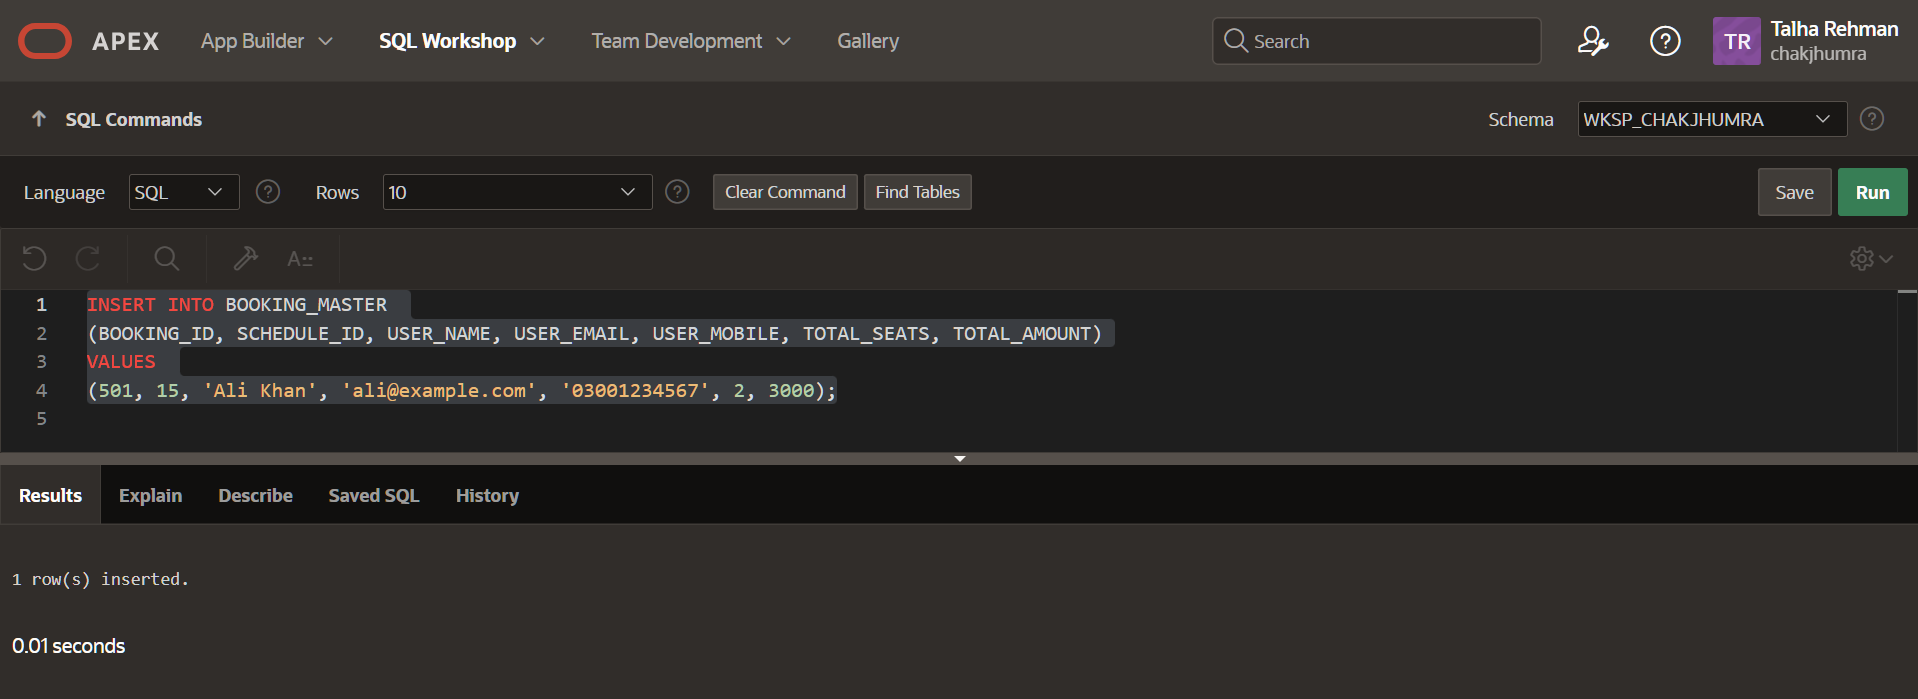 APEX App Builder SQL Workshop Team Development Gallery Search TR Talha Rehman
chakjhumra
SQL Commands Schema WKSP_CHAKJHUMRA
Language SQL Rows 10 Clear Command Find Tables Save Run
1 INSERT INTO BOOKING_MASTER
2 (BOOKING_ID, SCHEDULE_ID, USER_NAME, USER_EMAIL, USER_MOBILE, TOTAL_SEATS, TOTAL_AMOUNT)
3 VALUES
4 (501, 15, 'Ali Khan', 'ali@example.com', '03001234567', 2, 3000);
5
Results Explain Describe Saved SQL History
1 row(s) inserted.
0.01 seconds